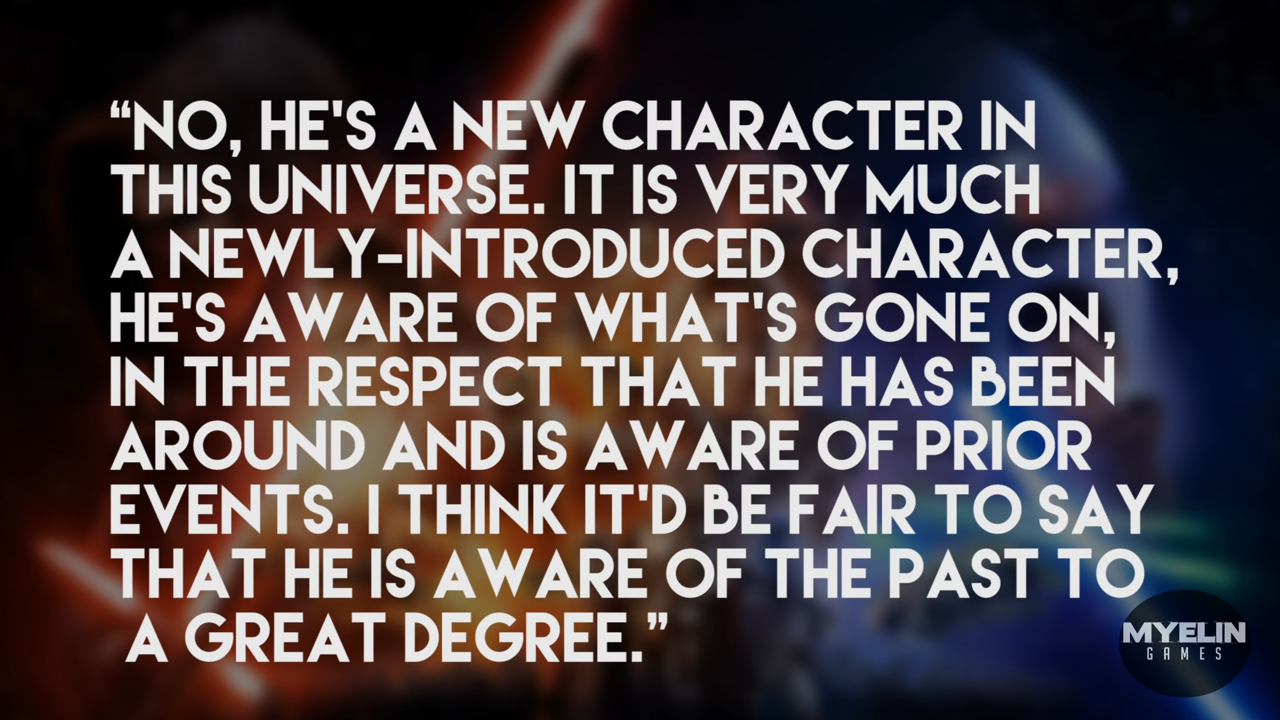 “NO, HE'S A NEW CHARACTER IN
THIS UNIVERSE. IT IS VERY MUCH
A NEWLY-INTRODUCED CHARACTER,
HE'S AWARE OF WHAT'S GONE ON,
IN THE RESPECT THAT HE HAS BEEN
AROUND AND IS AWARE OF PRIOR
EVENTS. I THINK IT'D BE FAIR TO SAY
THAT HE IS AWARE OF THE PAST TO
A GREAT DEGREE.”
MYELIN
GAMES